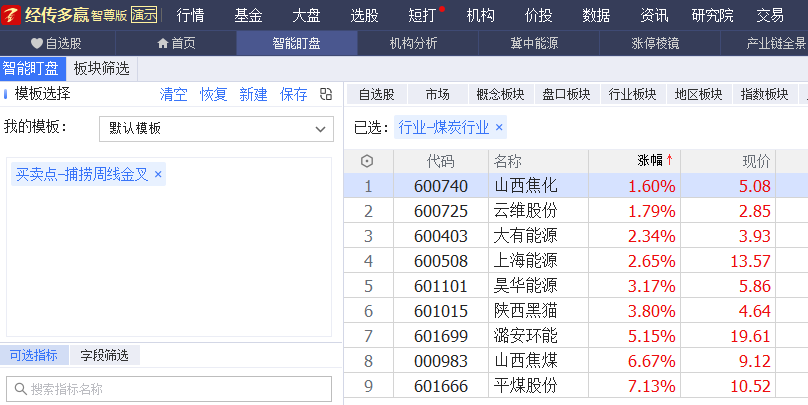 经传多赢 智尊版 演示 行情 基金 大盘 选股 短打 机构 价投 数据 资讯 研究院 交易
自选股 首页 智能盯盘 机构分析 冀中能源 涨停棱镜 产业链全景
智能盯盘 板块筛选
模板选择 清空 恢复 新建 保存
我的模板： 默认模板
买卖点-捕捞周线金叉 ×
可选指标 字段筛选
搜索指标名称
自选股 市场 概念板块 盘口板块 行业板块 地区板块 指数板块
已选： 行业-煤炭行业 ×
代码 名称 涨幅↑ 现价
1 600740 山西焦化 1.60% 5.08
2 600725 云维股份 1.79% 2.85
3 600403 大有能源 2.34% 3.93
4 600508 上海能源 2.65% 13.57
5 601101 昊华能源 3.17% 5.86
6 601015 陕西黑猫 3.80% 4.64
7 601699 潞安环能 5.15% 19.61
8 000983 山西焦煤 6.67% 9.12
9 601666 平煤股份 7.13% 10.52